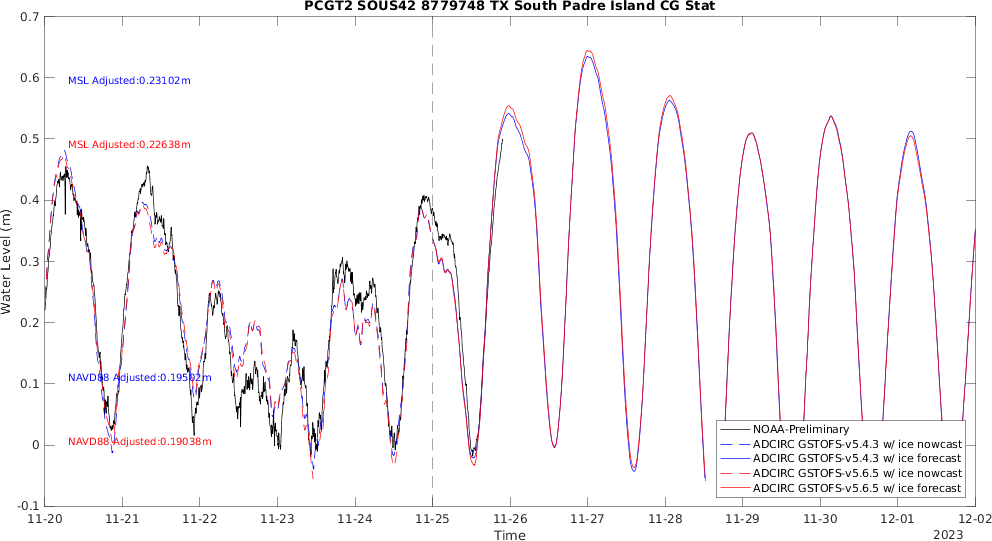 PCGT2 SOUS42 8779748 TX South Padre Island CG Stat
0.7
0.6
0.5
0.4
0.3
0.2
0.1
0
-0.1
Water Level (m)
MSL Adjusted:0.23102m
MSL Adjusted:0.22638m
NAVD88 Adjusted:0.19502m
NAVD88 Adjusted:0.19038m
NOAA-Preliminary
ADCIRC GSTOFS-v5.4.3 w/ ice nowcast
ADCIRC GSTOFS-v5.4.3 w/ ice forecast
ADCIRC GSTOFS-v5.6.5 w/ ice nowcast
ADCIRC GSTOFS-v5.6.5 w/ ice forecast
11-20 11-21 11-22 11-23 11-24 11-25 11-26 11-27 11-28 11-29 11-30 12-01 12-02
Time
2023